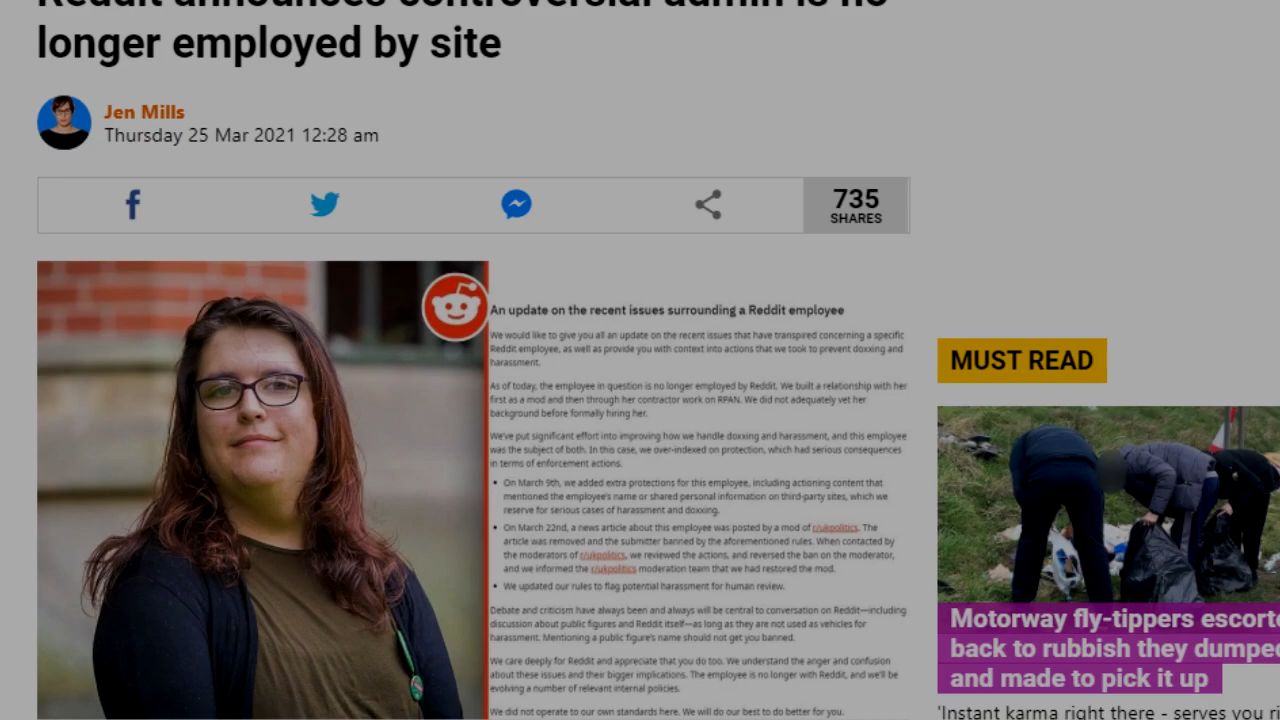 Reddit announces controversial admin is no
longer employed by site
Jen Mills
Thursday 25 Mar 2021 12:28 am
735
SHARES
An update on the recent issues surrounding a Reddit employee
We would like to give you all an update on the recent issues that have transpired concerning a specific
Reddit employee, as well as provide you with context into actions that we took to prevent doxxing and
harassment.
As of today, the employee in question is no longer employed by Reddit. We built a relationship with her
first as a mod and then through her contractor work on RPAN. We did not adequately vet her
background before formally hiring her.
We've put significant effort into improving how we handle doxxing and harassment, and this employee
was the subject of both. In this case, we over-indexed on protection, which had serious consequences
in terms of enforcement actions.
• On March 9th, we added extra protections for this employee, including actioning content that
mentioned the employee's name or shared personal information on third-party sites, which we
reserve for serious cases of harassment and doxxing.
• On March 22nd, a news article about this employee was posted by a mod of r/ukpolitics. The
article was removed and the submitter banned by the aforementioned rules. When contacted by
the moderators of r/ukpolitics, we reviewed the actions, and reversed the ban on the moderator,
and we informed the r/ukpolitics moderation team that we had restored the mod.
• We updated our rules to flag potential harassment for human review.
Debate and criticism have always been and always will be central to conversation on Reddit—including
discussion about public figures and Reddit itself—as long as they are not used as vehicles for
harassment. Mentioning a public figure's name should not get you banned.
We care deeply for Reddit and appreciate that you do too. We understand the anger and confusion
about these issues and their bigger implications. The employee is no longer with Reddit, and we'll be
evolving a number of relevant internal policies.
We did not operate to our own standards here. We will do our best to do better for you.
MUST READ
Motorway fly-tippers escorte
back to rubbish they dumped
and made to pick it up
'Instant karma right there - serves you ri